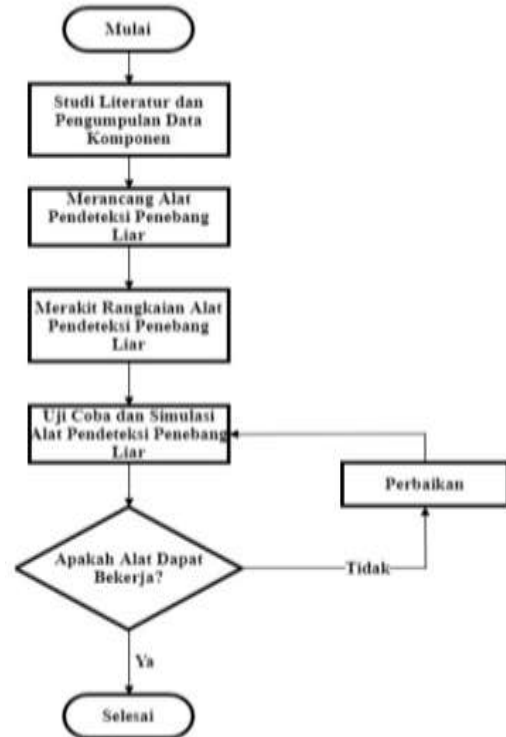 Mulai
Studi Literatur dan
Pengumpulan Data
Komponen
Merancang Alat
Pendeteksi Penebang
Liar
Merakit Rangkaian Alat
Pendeteksi Penebang
Liar
Uji Coba dan Simulasi
Alat Pendeteksi Penebang
Liar
Perbaikan
Apakah Alat Dapat
Bekerja?
Tidak
Ya
Selesai